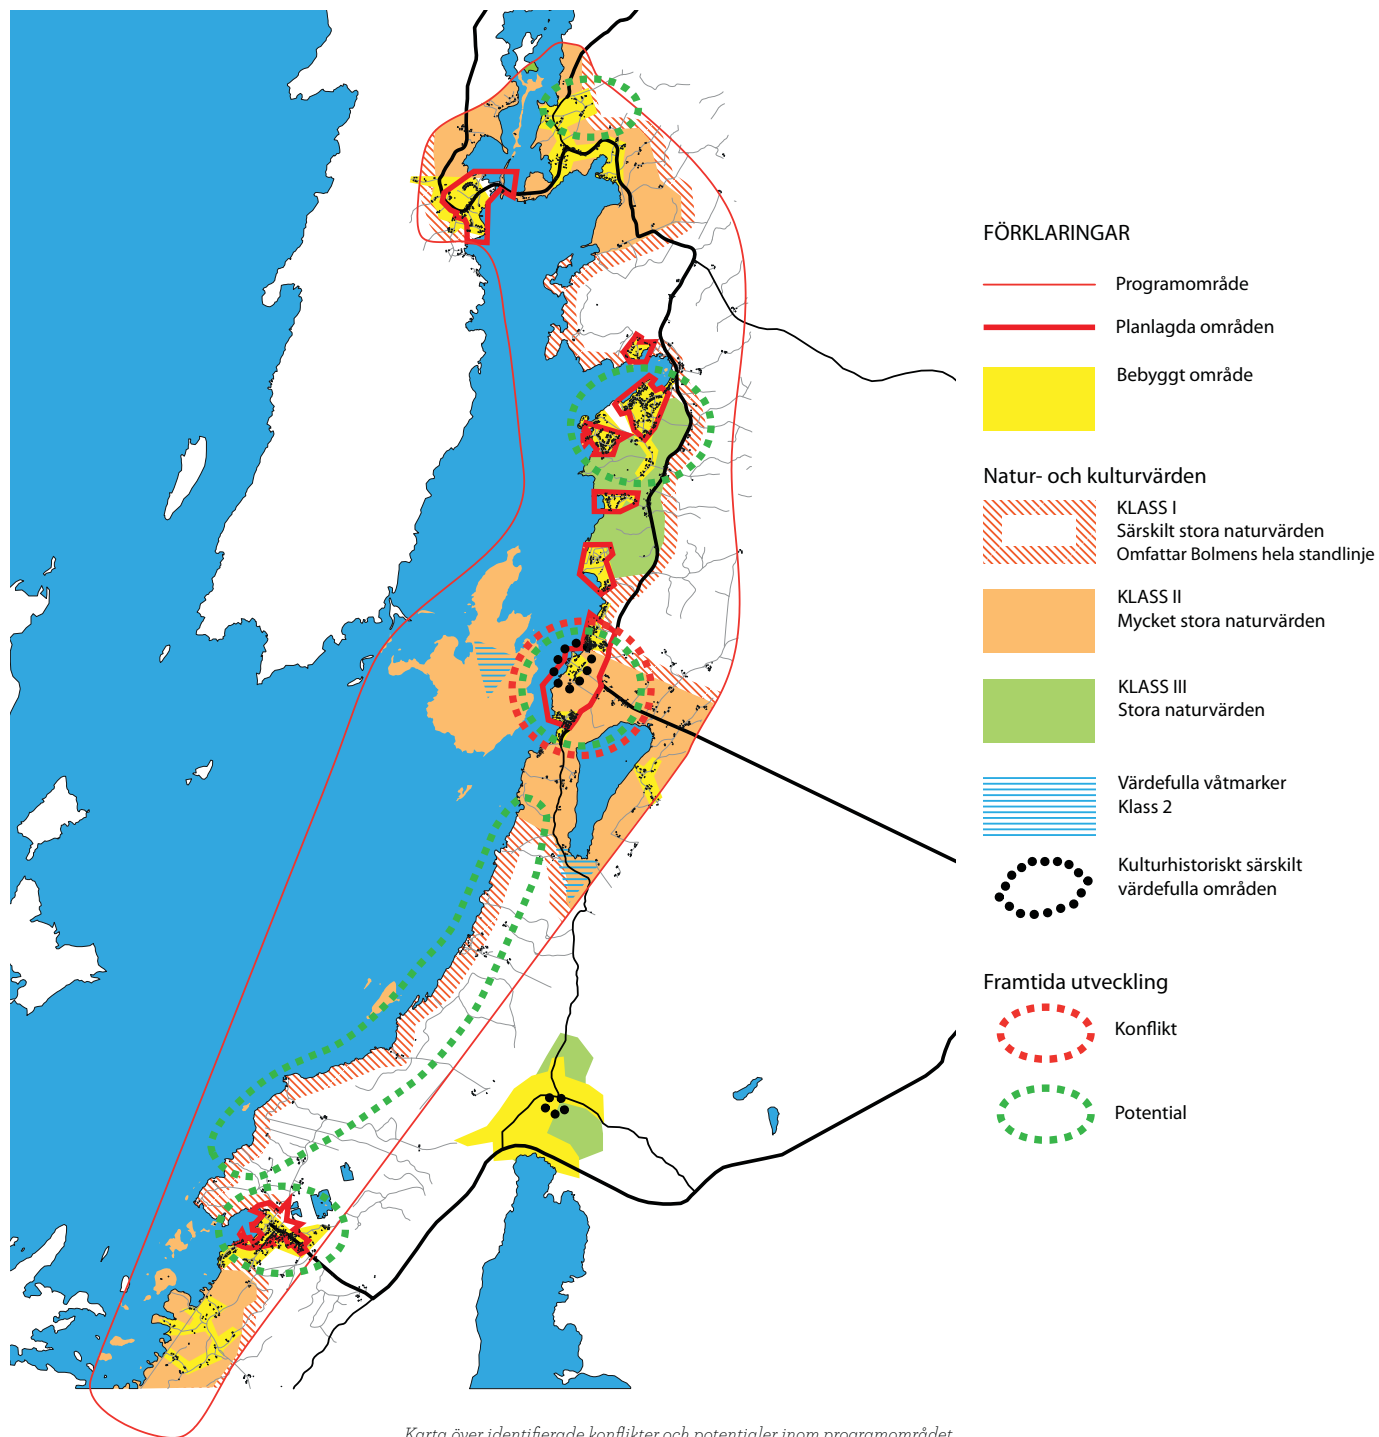 FÖRKLARINGAR
Programområde
Planlagda områden
Bebyggt område
Natur- och kulturvärden
KLASS I
Särskilt stora naturvärden
Omfattar Bolmens hela standlinje
KLASS II
Mycket stora naturvärden
KLASS III
Stora naturvärden
Värdefulla våtmarker
Klass 2
Kulturhistoriskt särskilt
värdefulla områden
Framtida utveckling
Konflikt
Potential
Karta över identifierade konflikter och potentialer inom programområdet